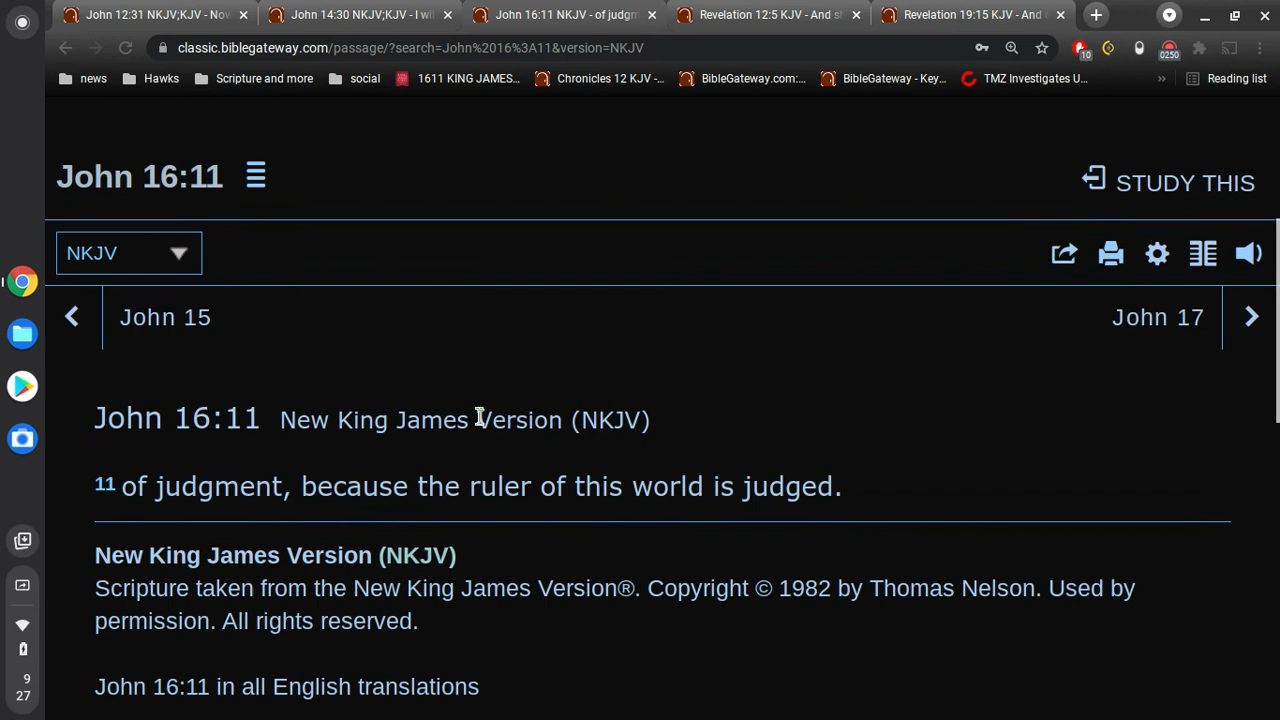 John 12:31 NKJV;KJV - Now
John 14:30 NKJV;KJV - I wil
John 16:11 NKJV - of judgm
Revelation 12:5 KJV - And s
Revelation 19:15 KJV - And
classic.biblegateway.com/passage/?search=John%2016%3A11&version=NKJV
10
0250
news
Hawks
Scripture and more
social
1611 KING JAMES...
Chronicles 12 KJV -...
BibleGateway.com:...
BibleGateway - Key...
TMZ Investigates U...
»
Reading list
John 16:11
STUDY THIS
NKJV
John 15
John 17
John 16:11 New King James Version (NKJV)
11 of judgment, because the ruler of this world is judged.
New King James Version (NKJV)
Scripture taken from the New King James Version®. Copyright © 1982 by Thomas Nelson. Used by
permission. All rights reserved.
John 16:11 in all English translations
9
27